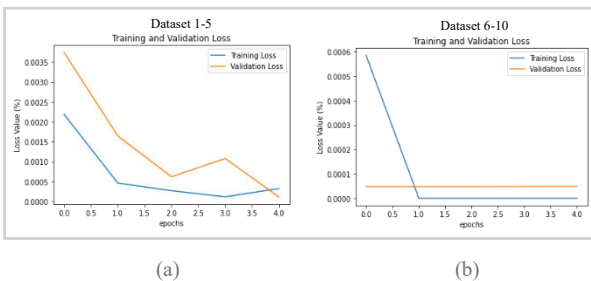 Dataset 1-5
Training and Validation Loss
Training Loss
Validation Loss
Loss Value (%)
0.0035
0.0030
0.0025
0.0020
0.0015
0.0010
0.0005
0.0000
0.0 0.5 1.0 1.5 2.0 2.5 3.0 3.5 4.0
epochs
(a)
Dataset 6-10
Training and Validation Loss
Training Loss
Validation Loss
Loss Value (%)
0.0006
0.0005
0.0004
0.0003
0.0002
0.0001
0.0000
0.0 0.5 1.0 1.5 2.0 2.5 3.0 3.5 4.0
epochs
(b)